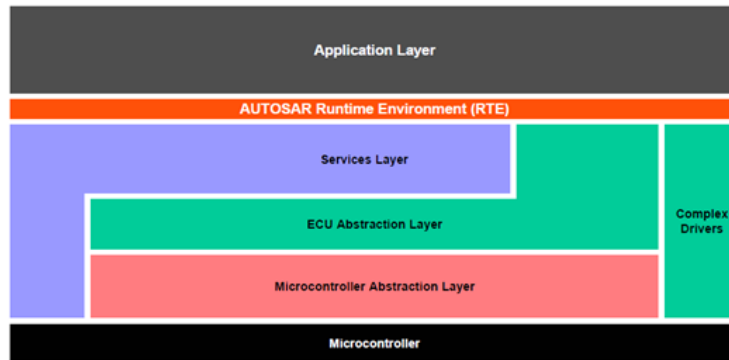 Application Layer
AUTOSAR Runtime Environment (RTE)
Services Layer
ECU Abstraction Layer
Complex
Drivers
Microcontroller Abstraction Layer
Microcontroller